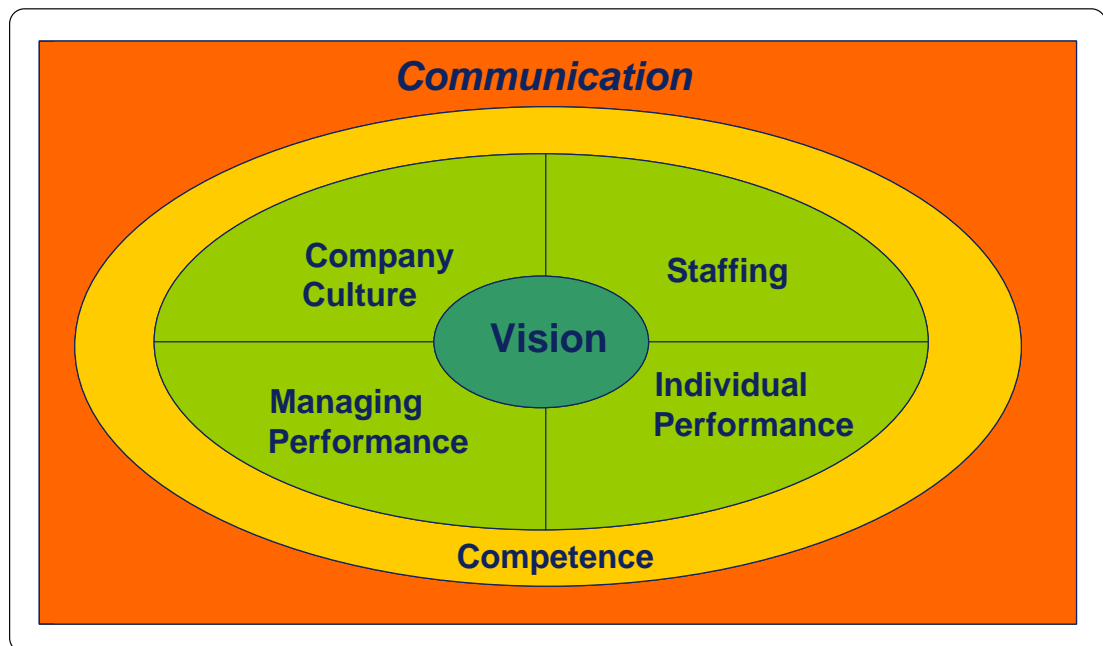 Communication
Company
Culture
Staffing
Vision
Managing
Performance
Individual
Performance
Competence